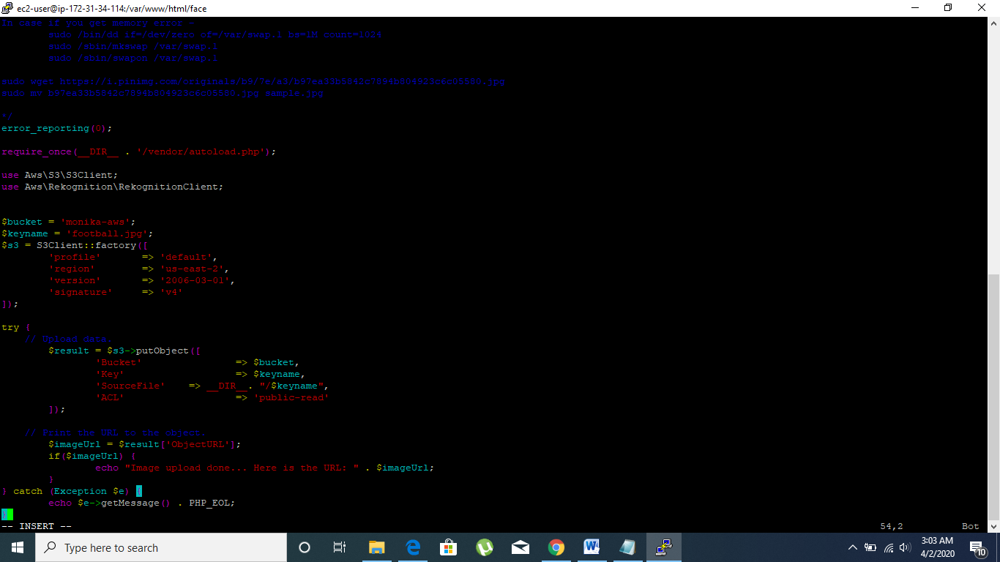 ec2-user@ip-172-31-34-114:/var/www/html/face
In case if you get memory error -
sudo /bin/dd if=/dev/zero of=/var/swap.1 bs=1M count=1024
sudo /sbin/mkswap /var/swap.1
sudo /sbin/swapon /var/swap.1
sudo wget https://i.pinimg.com/originals/b9/7e/a3/b97ea33b5842c7894b804923c6c05580.jpg
sudo mv b97ea33b5842c7894b804923c6c05580.jpg sample.jpg
*/
error_reporting(0);
require_once(__DIR__ . '/vendor/autoload.php');
use Aws\S3\S3Client;
use Aws\Rekognition\RekognitionClient;
$bucket = 'monika-aws';
$keyname = 'football.jpg';
$s3 = S3Client::factory([
'profile' => 'default',
'region' => 'us-east-2',
'version' => '2006-03-01',
'signature' => 'v4'
]);
try {
// Upload data.
$result = $s3->putObject([
'Bucket' => $bucket,
'Key' => $keyname,
'SourceFile' => __DIR__. "/$keyname",
'ACL' => 'public-read'
]);
// Print the URL to the object.
$imageUrl = $result['ObjectURL'];
if($imageUrl) {
echo "Image upload done... Here is the URL: " . $imageUrl;
}
} catch (Exception $e) {
echo $e->getMessage() . PHP_EOL;
}
-- INSERT -- 54,2 Bot
Type here to search
3:03 AM
4/2/2020
10